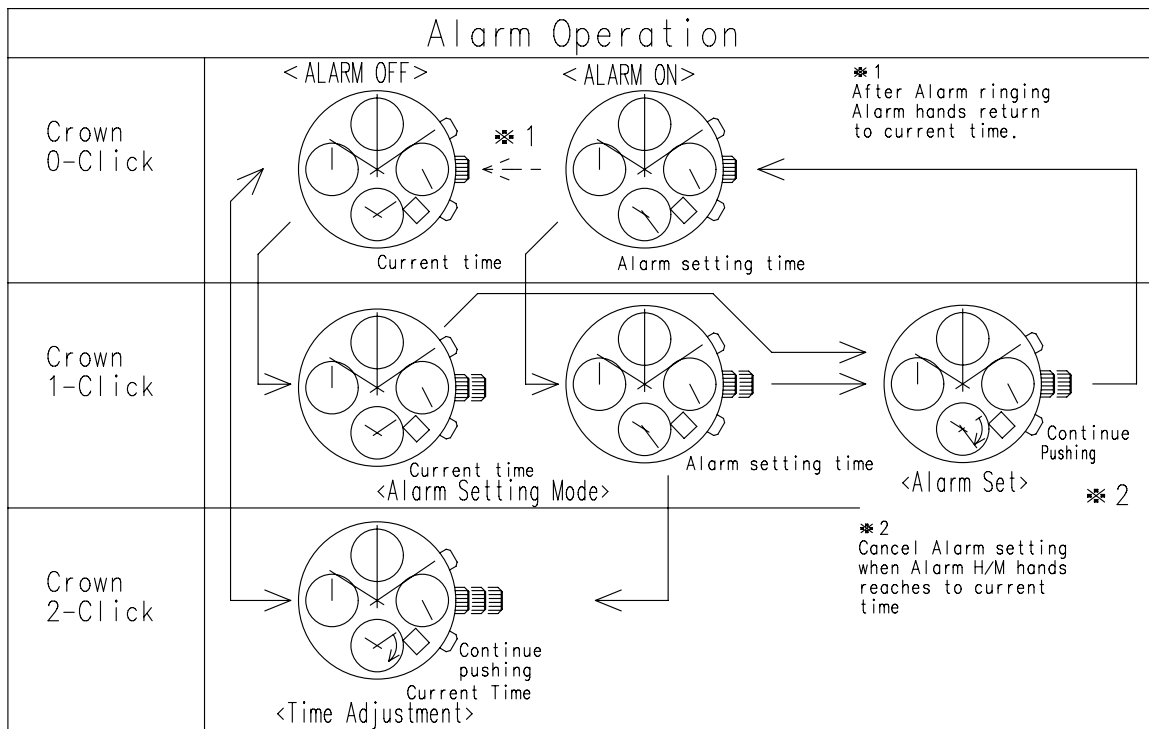 Alarm Operation
Crown
0-Click
< ALARM OFF >
< ALARM ON >
※ 1
※ 1
After Alarm ringing
Alarm hands return
to current time.
Current time
Alarm setting time
Crown
1-Click
Current time
<Alarm Setting Mode>
Alarm setting time
Continue
Pushing
<Alarm Set>
※ 2
Crown
2-Click
※ 2
Cancel Alarm setting
when Alarm H/M hands
reaches to current
time
Continue
pushing
Current Time
<Time Adjustment>